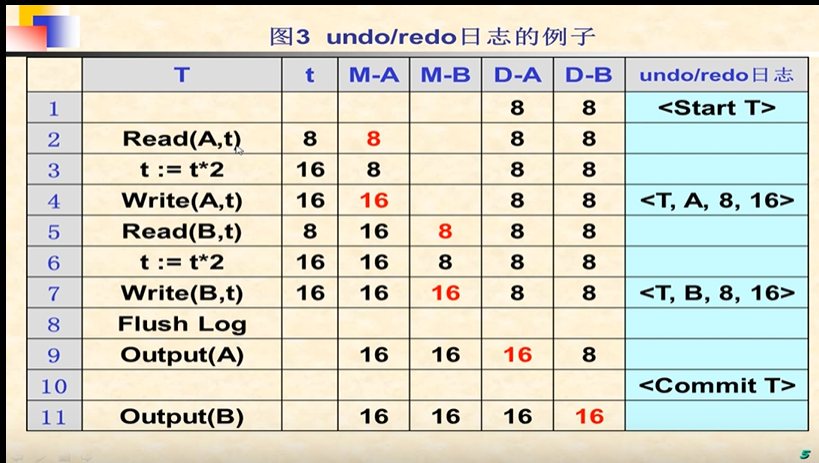 图3 undo/redo日志的例子
T t M-A M-B D-A D-B undo/redo日志
1 8 8 <Start T>
2 Read(A,t) 8 8 8 8
3 t := t*2 16 8 8 8
4 Write(A,t) 16 16 8 8 <T, A, 8, 16>
5 Read(B,t) 8 16 8 8 8
6 t := t*2 16 16 8 8 8
7 Write(B,t) 16 16 16 8 8 <T, B, 8, 16>
8 Flush Log
9 Output(A) 16 16 16 8
10 <Commit T>
11 Output(B) 16 16 16 16
5